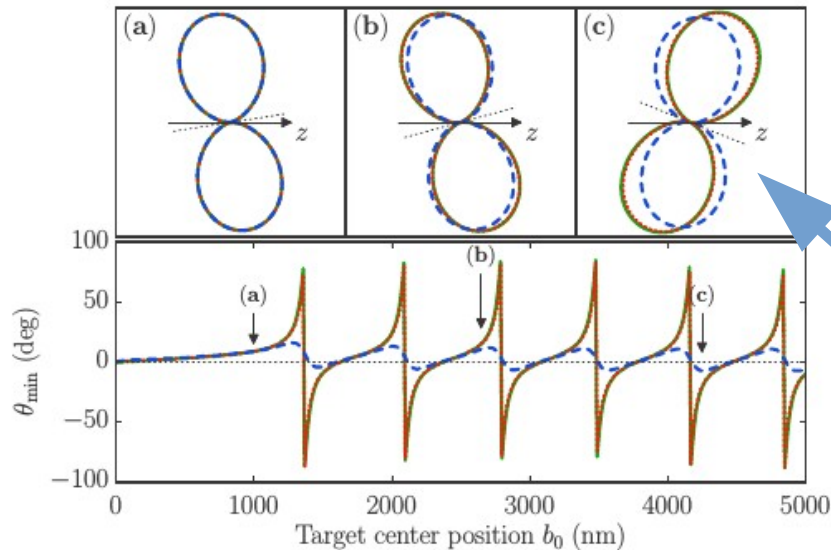 (a) (b) (c)
z z z
100
50
0
−50
−100
θmin (deg)
(a) (b) (c)
0 1000 2000 3000 4000 5000
Target center position b0 (nm)